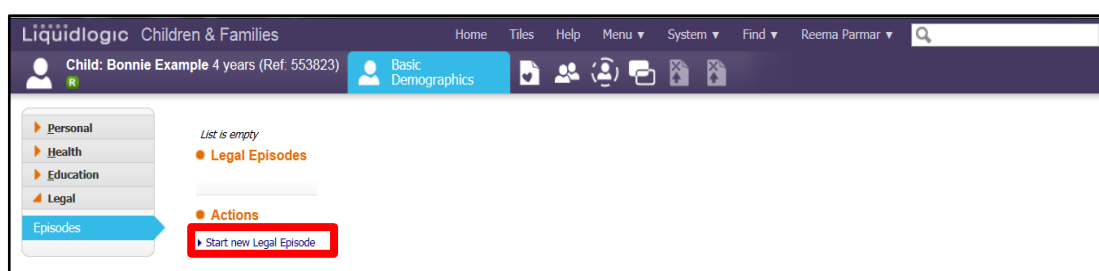 Liquidlogic Children & Families Home Tiles Help Menu ▼ System ▼ Find ▼ Reema Parmar ▼
Child: Bonnie Example 4 years (Ref: 553823)
R
Basic
Demographics
Personal
Health
Education
Legal
Episodes
List is empty
Legal Episodes
Actions
Start new Legal Episode